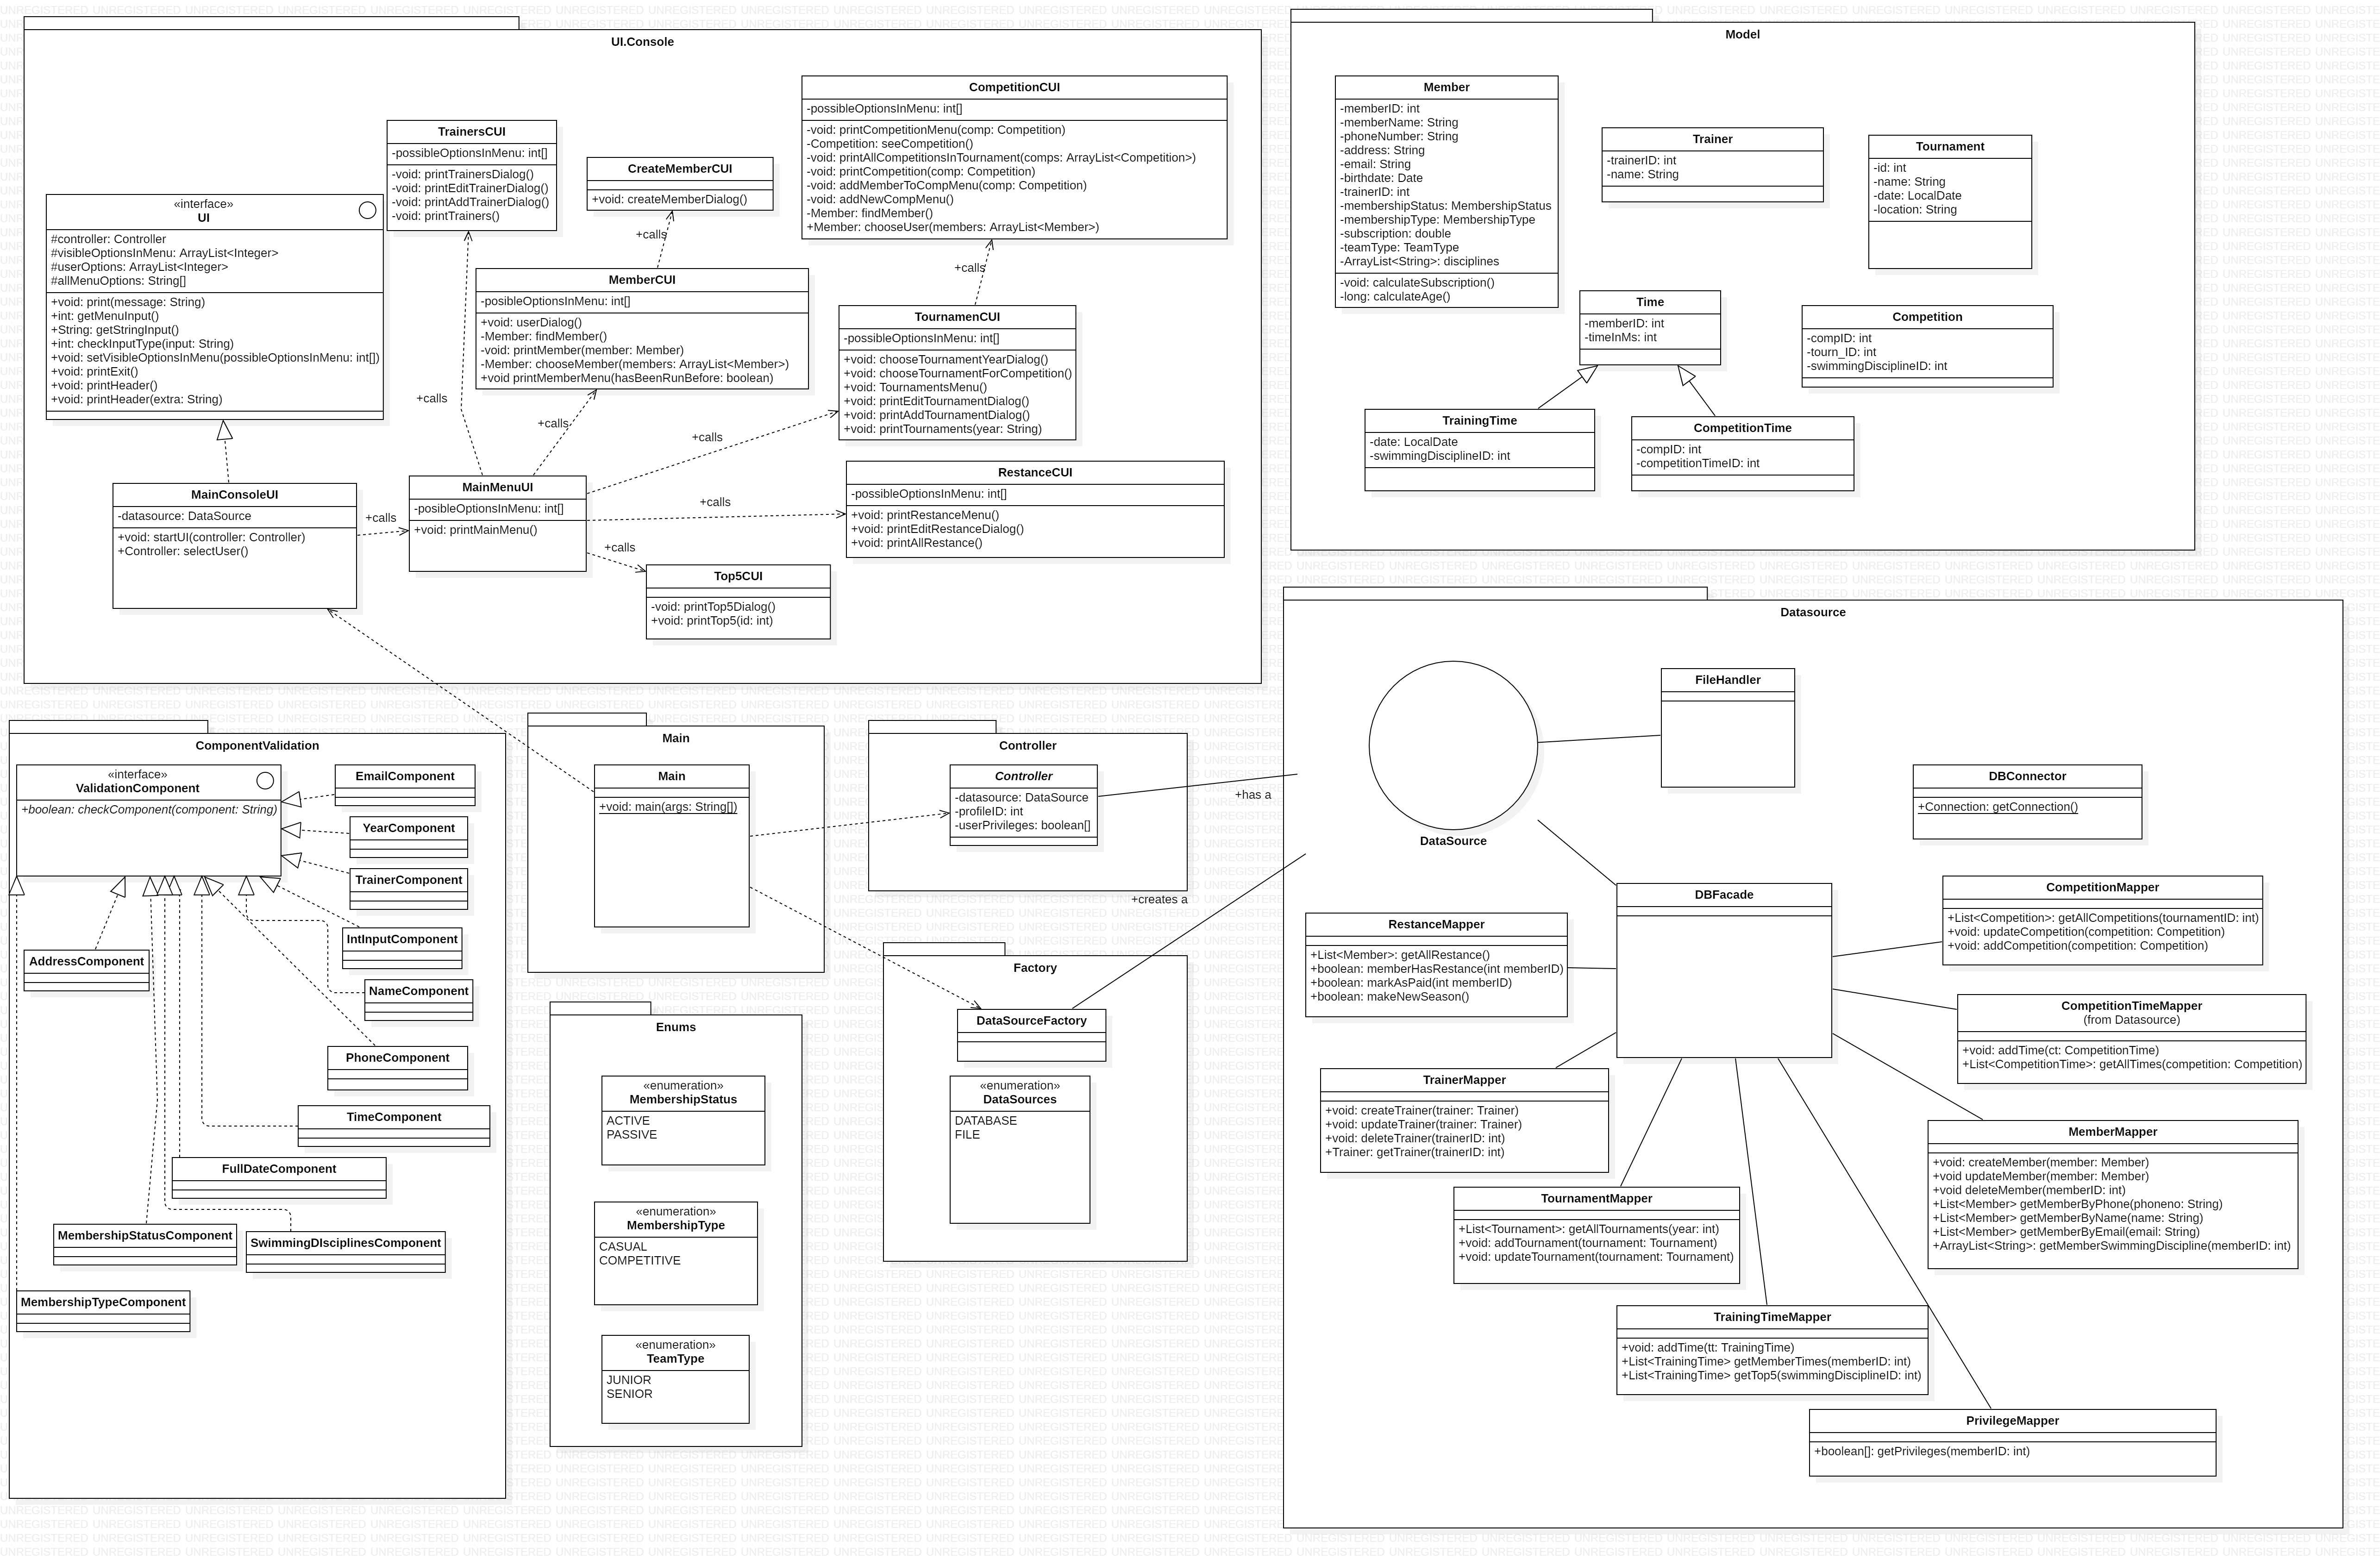 UI.Console
CompetitionCUI
-possibleOptionsInMenu: int[]
-void: printCompetitionMenu(comp: Competition)
-Competition: seeCompetition()
-void: printAllCompetitionsInTournament(comps: ArrayList<Competition>)
-void: printCompetition(comp: Competition)
-void: addMemberToCompMenu(comp: Competition)
-void: addNewCompMenu()
-Member: findMember()
+Member: chooseUser(members: ArrayList<Member>)
TrainersCUI
-possibleOptionsInMenu: int[]
-void: printTrainersDialog()
-void: printEditTrainerDialog()
-void: printAddTrainerDialog()
-void: printTrainers()
CreateMemberCUI
+void: createMemberDialog()
«interface»
UI
#controller: Controller
#visibleOptionsInMenu: ArrayList<Integer>
#userOptions: ArrayList<Integer>
#allMenuOptions: String[]
+void: print(message: String)
+int: getMenuInput()
+String: getStringInput()
+int: checkInputType(input: String)
+void: setVisibleOptionsInMenu(possibleOptionsInMenu: int[])
+void: printExit()
+void: printHeader()
+void: printHeader(extra: String)
+calls
+calls
MemberCUI
-posibleOptionsInMenu: int[]
+void: userDialog()
-Member: findMember()
-void: printMember(member: Member)
-Member: chooseMember(members: ArrayList<Member>)
+void printMemberMenu(hasBeenRunBefore: boolean)
TournamenCUI
-possibleOptionsInMenu: int[]
+void: chooseTournamentYearDialog()
+void: chooseTournamentForCompetition()
+void: TournamentsMenu()
+void: printEditTournamentDialog()
+void: printAddTournamentDialog()
+void: printTournaments(year: String)
+calls
+calls
+calls
RestanceCUI
-possibleOptionsInMenu: int[]
+void: printRestanceMenu()
+void: printEditRestanceDialog()
+void: printAllRestance()
MainConsoleUI
-datasource: DataSource
+void: startUI(controller: Controller)
+Controller: selectUser()
+calls
MainMenuUI
-posibleOptionsInMenu: int[]
+void: printMainMenu()
+calls
+calls
Top5CUI
-void: printTop5Dialog()
+void: printTop5(id: int)
Model
Member
-memberID: int
-memberName: String
-phoneNumber: String
-address: String
-email: String
-birthdate: Date
-trainerID: int
-membershipStatus: MembershipStatus
-membershipType: MembershipType
-subscription: double
-teamType: TeamType
-ArrayList<String>: disciplines
-void: calculateSubscription()
-long: calculateAge()
Trainer
-trainerID: int
-name: String
Tournament
-id: int
-name: String
-date: LocalDate
-location: String
Time
-memberID: int
-timeInMs: int
Competition
-compID: int
-tourn_ID: int
-swimmingDisciplineID: int
TrainingTime
-date: LocalDate
-swimmingDisciplineID: int
CompetitionTime
-compID: int
-competitionTimeID: int
ComponentValidation
«interface»
ValidationComponent
+boolean: checkComponent(component: String)
EmailComponent
YearComponent
TrainerComponent
IntInputComponent
AddressComponent
NameComponent
PhoneComponent
TimeComponent
FullDateComponent
MembershipStatusComponent
SwimmingDIsciplinesComponent
MembershipTypeComponent
Main
Main
+void: main(args: String[])
Controller
Controller
-datasource: DataSource
-profileID: int
-userPrivileges: boolean[]
+has a
+creates a
Factory
DataSourceFactory
«enumeration»
DataSources
DATABASE
FILE
Enums
«enumeration»
MembershipStatus
ACTIVE
PASSIVE
«enumeration»
MembershipType
CASUAL
COMPETITIVE
«enumeration»
TeamType
JUNIOR
SENIOR
Datasource
DataSource
FileHandler
DBConnector
+Connection: getConnection()
DBFacade
CompetitionMapper
+List<Competition>: getAllCompetitions(tournamentID: int)
+void: updateCompetition(competition: Competition)
+void: addCompetition(competition: Competition)
RestanceMapper
+List<Member>: getAllRestance()
+boolean: memberHasRestance(int memberID)
+boolean: markAsPaid(int memberID)
+boolean: makeNewSeason()
CompetitionTimeMapper
(from Datasource)
+void: addTime(ct: CompetitionTime)
+List<CompetitionTime>: getAllTimes(competition: Competition)
TrainerMapper
+void: createTrainer(trainer: Trainer)
+void: updateTrainer(trainer: Trainer)
+void: deleteTrainer(trainerID: int)
+Trainer: getTrainer(trainerID: int)
MemberMapper
+void: createMember(member: Member)
+void updateMember(member: Member)
+void deleteMember(memberID: int)
+List<Member> getMemberByPhone(phoneno: String)
+List<Member> getMemberByName(name: String)
+List<Member> getMemberByEmail(email: String)
+ArrayList<String>: getMemberSwimmingDiscipline(memberID: int)
TournamentMapper
+List<Tournament>: getAllTournaments(year: int)
+void: addTournament(tournament: Tournament)
+void: updateTournament(tournament: Tournament)
TrainingTimeMapper
+void: addTime(tt: TrainingTime)
+List<TrainingTime> getMemberTimes(memberID: int)
+List<TrainingTime> getTop5(swimmingDisciplineID: int)
PrivilegeMapper
+boolean[]: getPrivileges(memberID: int)